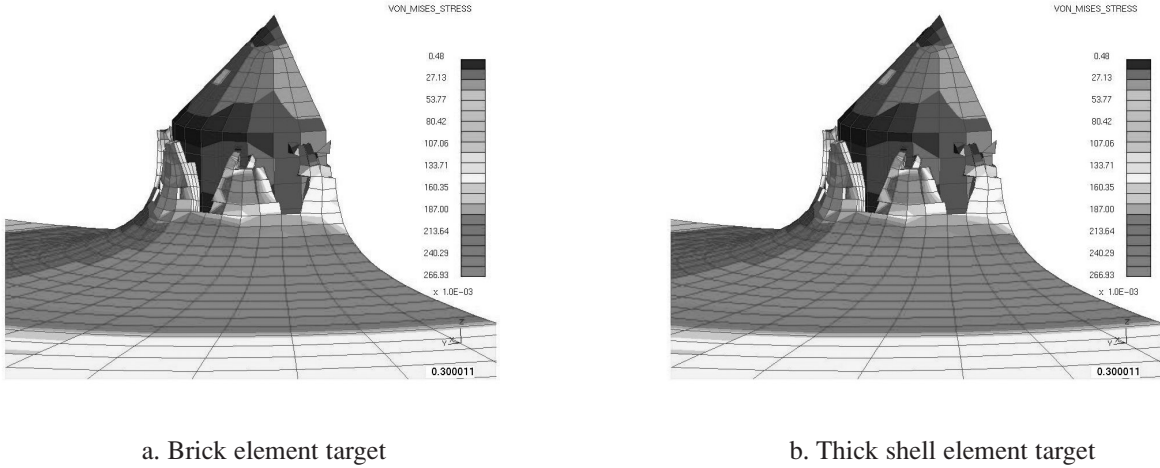 VON_MISES_STRESS
0.48
27.13
53.77
80.42
107.06
133.71
160.35
187.00
213.64
240.29
266.93
x 1.0E-03
Z
Y
X
0.300011
a. Brick element target
VON_MISES_STRESS
0.48
27.13
53.77
80.42
107.06
133.71
160.35
187.00
213.64
240.29
266.93
x 1.0E-03
Z
Y
X
0.300011
b. Thick shell element target